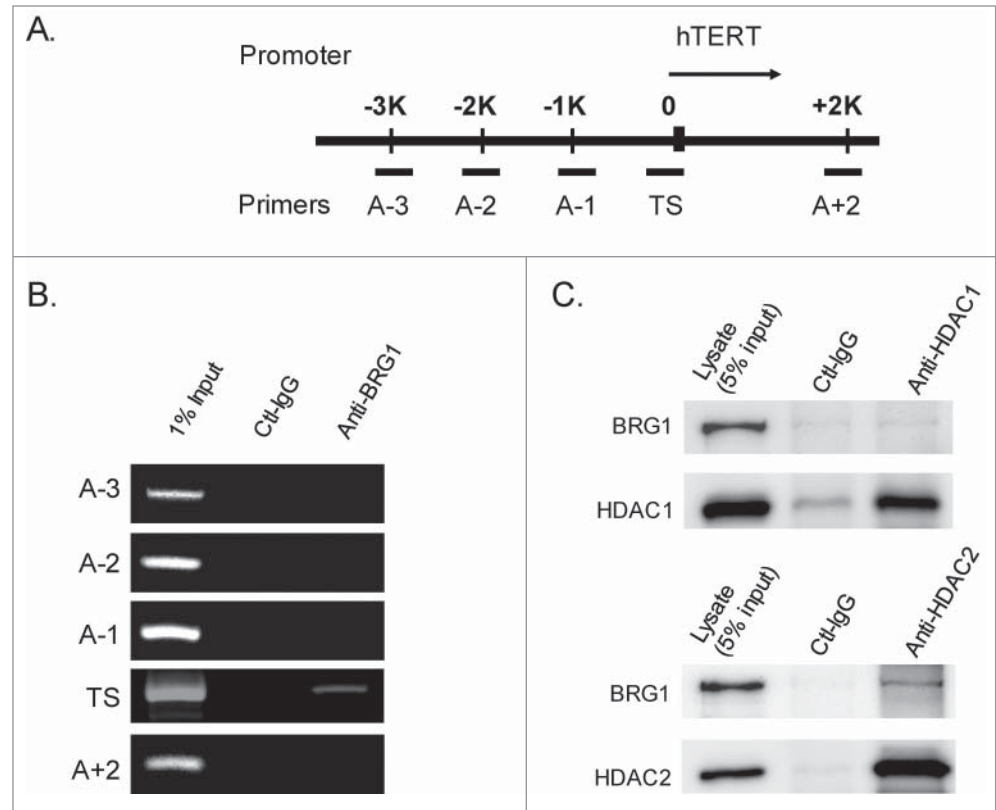 A.
hTERT
Promoter
-3K -2K -1K 0 +2K
Primers A-3 A-2 A-1 TS A+2
B.
1% Input Ctl-IgG Anti-BRG1
A-3
A-2
A-1
TS
A+2
C.
Lysate (5% input) Ctl-IgG Anti-HDAC1
BRG1
HDAC1
Lysate (5% input) Ctl-IgG Anti-HDAC2
BRG1
HDAC2